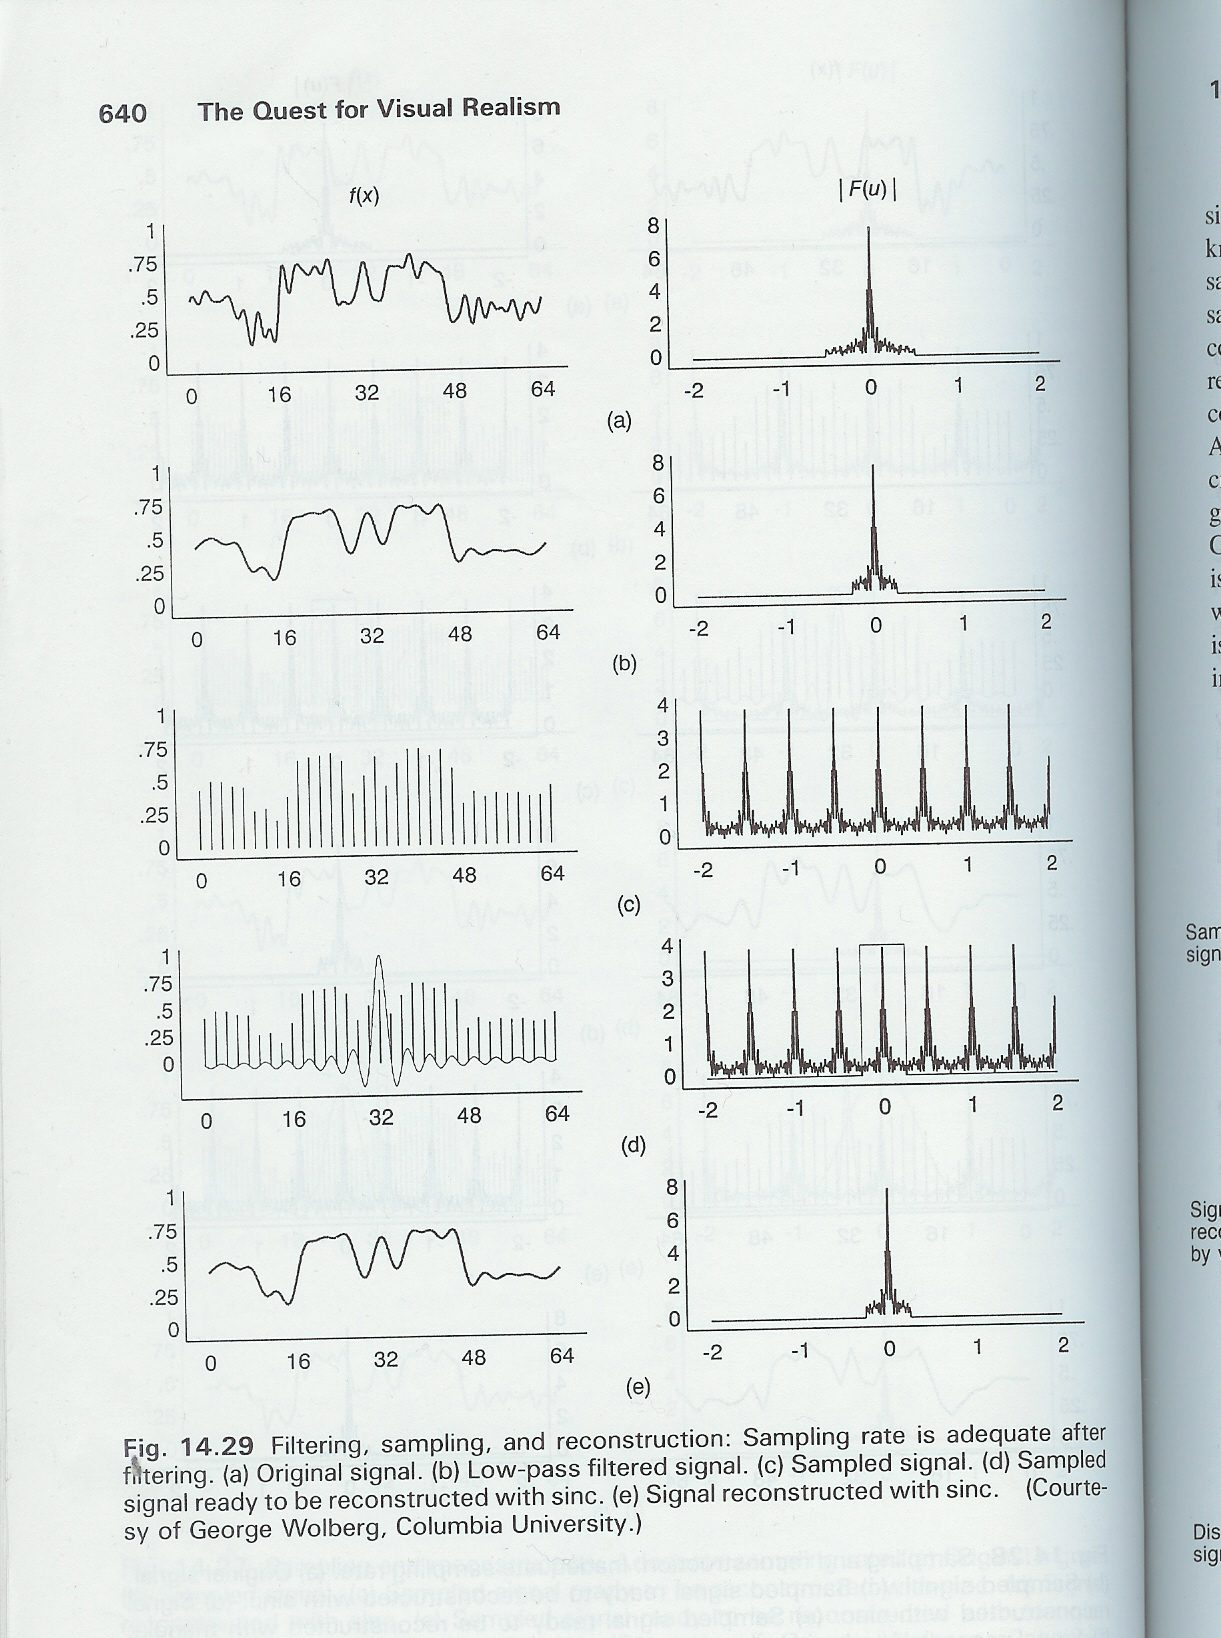 640 The Quest for Visual Realism
f(x) | F(u) |
1
.75
.5
.25
0
0 16 32 48 64
8
6
4
2
0
-2 -1 0 1 2
(a)
1
.75
.5
.25
0
0 16 32 48 64
8
6
4
2
0
-2 -1 0 1 2
(b)
1
.75
.5
.25
0
0 16 32 48 64
4
3
2
1
0
-2 -1 0 1 2
(c)
1
.75
.5
.25
0
0 16 32 48 64
4
3
2
1
0
-2 -1 0 1 2
(d)
1
.75
.5
.25
0
0 16 32 48 64
8
6
4
2
0
-2 -1 0 1 2
(e)
Fig. 14.29 Filtering, sampling, and reconstruction: Sampling rate is adequate after
filtering. (a) Original signal. (b) Low-pass filtered signal. (c) Sampled signal. (d) Sampled
signal ready to be reconstructed with sinc. (e) Signal reconstructed with sinc. (Courte-
sy of George Wolberg, Columbia University.)